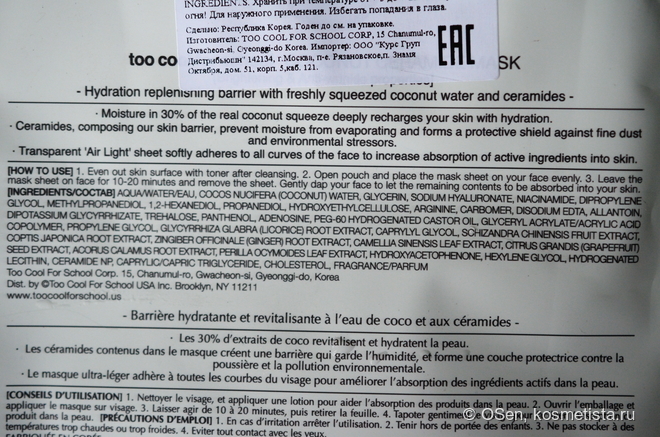 INGREDIENTS. Хранить при температуре от
огня! Для наружного применения. Избегать попадания в глаза.
Сделано: Республика Корея. Годен до см. на упаковке.
Изготовитель: TOO COOL FOR SCHOOL CORP, 15 Chanumul-ro,
Gwacheon-si, Gyeonggi-do Korea. Импортер: ООО "Курс Груп
Дистрибьюшн" 142134, г.Москва, п-е. Рязановское,п. Знамя
Октября, дом. 51, корп. 5,каб. 121.
EAC
too co SK
- Hydration replenishing barrier with freshly squeezed coconut water and ceramides -
· Moisture in 30% of the real coconut squeeze deeply recharges your skin with hydration.
· Ceramides, composing our skin barrier, prevent moisture from evaporating and forms a protective shield against fine dust
and environmental stressors.
· Transparent 'Air Light' sheet softly adheres to all curves of the face to increase absorption of active ingredients into skin.
[HOW TO USE] 1. Even out skin surface with toner after cleansing. 2. Open pouch and place the mask sheet on your face evenly. 3. Leave the
mask sheet on face for 10-20 minutes and remove the sheet. Gently dap your face to let the remaining contents to be absorbed into your skin.
[INGREDIENTS/СОСТАВ] AQUA/WATER/EAU, COCOS NUCIFERA (COCONUT) WATER, GLYCERIN, SODIUM HYALURONATE, NIACINAMIDE, DIPROPYLENE
GLYCOL, METHYLPROPANEDIOL, 1,2-HEXANEDIOL, PROPANEDIOL, HYDROXYETHYLCELLULOSE, ARGININE, CARBOMER, DISODIUM EDTA, ALLANTOIN,
DIPOTASSIUM GLYCYRRHIZATE, TREHALOSE, PANTHENOL, ADENOSINE, PEG-60 HYDROGENATED CASTOR OIL, GLYCERYL ACRYLATE/ACRYLIC ACID
COPOLYMER, PROPYLENE GLYCOL, GLYCYRRHIZA GLABRA (LICORICE) ROOT EXTRACT, CAPRYLYL GLYCOL, SCHIZANDRA CHINENSIS FRUIT EXTRACT,
COPTIS JAPONICA ROOT EXTRACT, ZINGIBER OFFICINALE (GINGER) ROOT EXTRACT, CAMELLIA SINENSIS LEAF EXTRACT, CITRUS GRANDIS (GRAPEFRUIT)
SEED EXTRACT, ACORUS CALAMUS ROOT EXTRACT, PERILLA OCYMOIDES LEAF EXTRACT, HYDROXYACETOPHENONE, HEXYLENE GLYCOL, HYDROGENATED
LECITHIN, CERAMIDE NP, CAPRYLIC/CAPRIC TRIGLYCERIDE, CHOLESTEROL, FRAGRANCE/PARFUM
Too Cool For School Corp. 15, Chanumul-ro, Gwacheon-si, Gyeonggi-do, Korea
Dist. by ©Too Cool For School USA Inc. Brooklyn, NY 11211
www.toocoolforschool.us
- Barrière hydratante et revitalisante à l'eau de coco et aux céramides -
· Les 30% d'extraits de coco revitalisent et hydratent la peau.
· Les céramides contenus dans le masque créent une barrière qui garde l'humidité, et forme une couche protectrice contre la
poussière et la pollution environnementale.
· Le masque ultra-léger adhère à toutes les courbes du visage pour améliorer l'absorption des ingrédients actifs dans la peau.
[CONSEILS D'UTILISATION] 1. Nettoyer le visage, et appliquer une lotion pour aider l'absorption des produits dans la peau. 2. Ouvrir l'emballage et
appliquer le masque sur visage. 3. Laisser agir de 10 à 20 minutes, puis retirer la feuille. 4. Tapoter
produit dans la peau. [PRÉCAUTIONS D'EMPLOI] 1. En cas d'irritation arrêter l'utilisation. 2. Tenir hors de portée des enfants. 3. Ne pas stocker à des
températures trop chaudes ou trop froides. 4. Eviter tout contact avec les yeux.
© OSen, kosmetista.ru